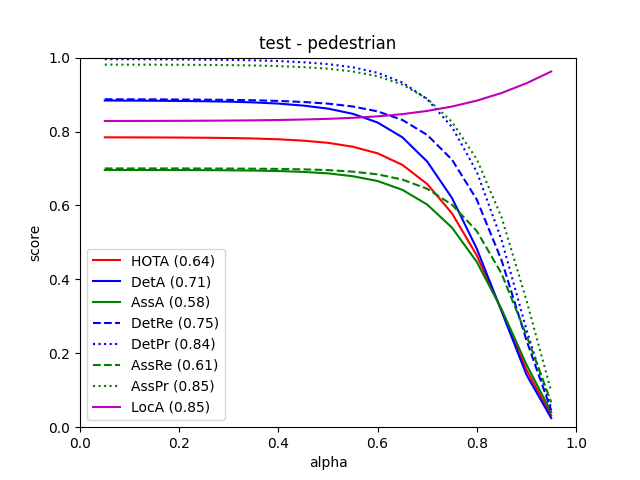 test - pedestrian
1.0
0.8
0.6
0.4
0.2
0.0
score
HOTA (0.64)
DetA (0.71)
AssA (0.58)
DetRe (0.75)
DetPr (0.84)
AssRe (0.61)
AssPr (0.85)
LocA (0.85)
0.0 0.2 0.4 0.6 0.8 1.0
alpha